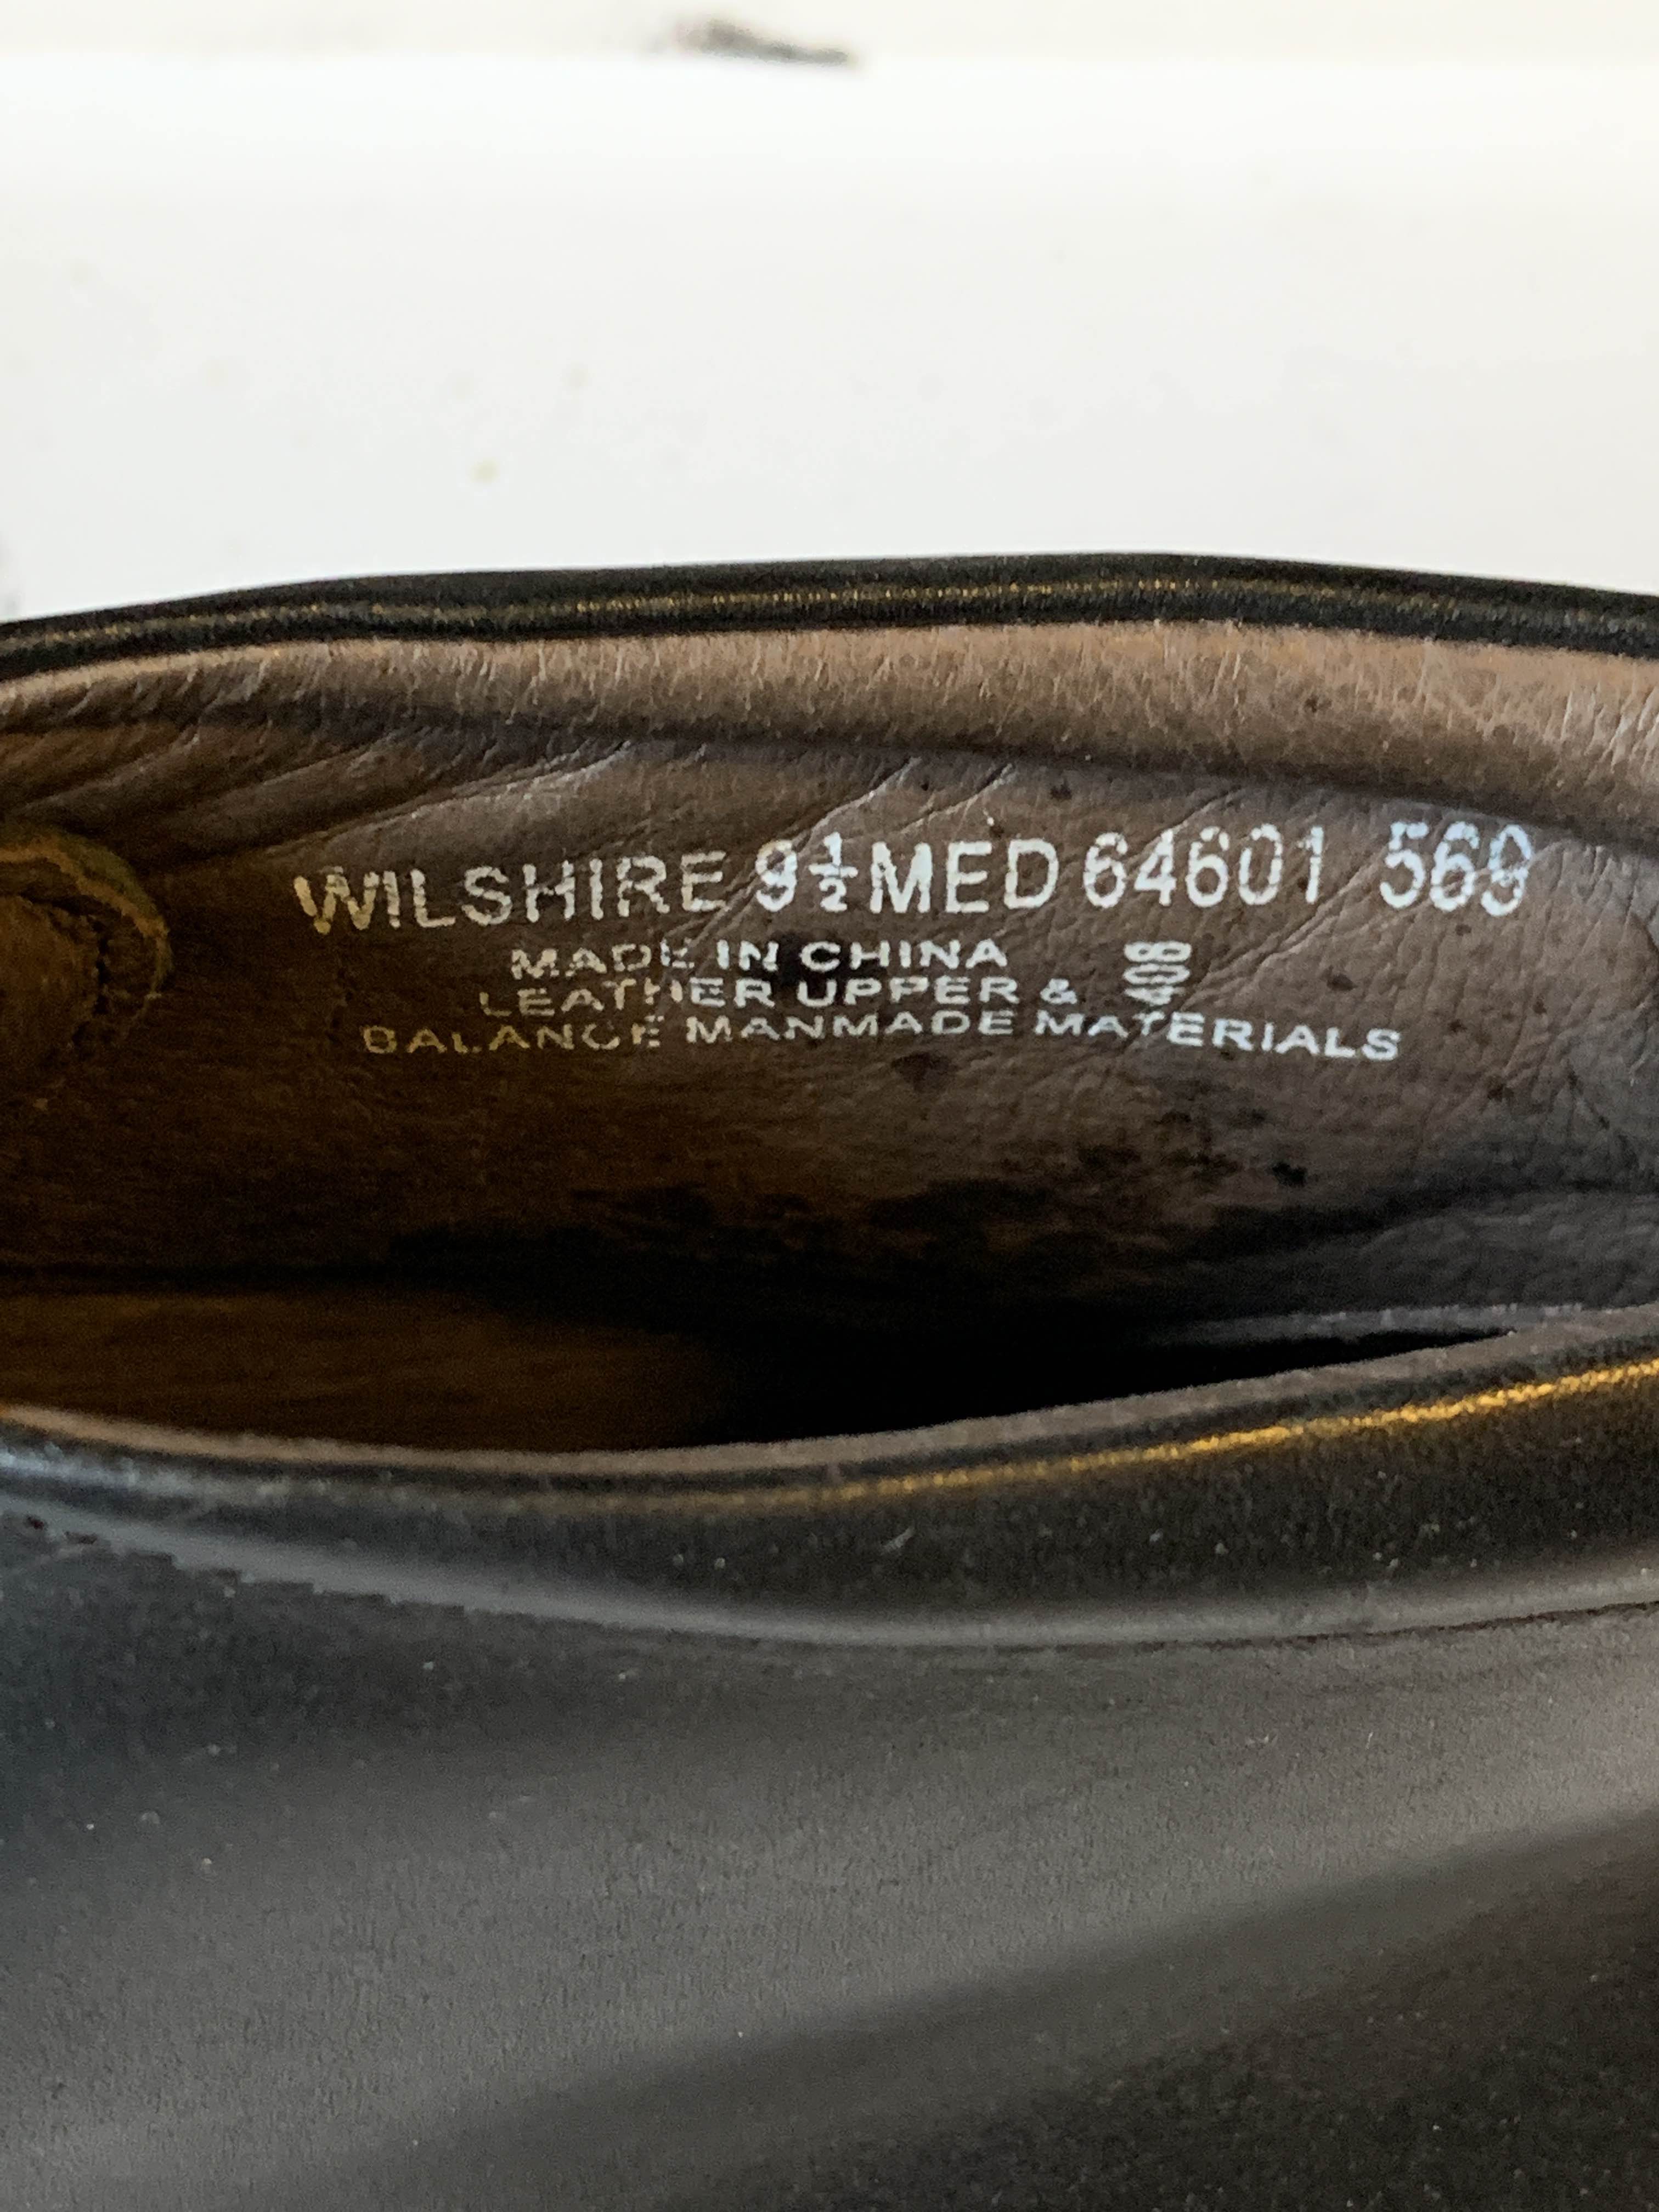 WILSHIRE 9½ MED 64601 569
MADE IN CHINA
LEATHER UPPER &
408
BALANCE MANMADE MATERIALS